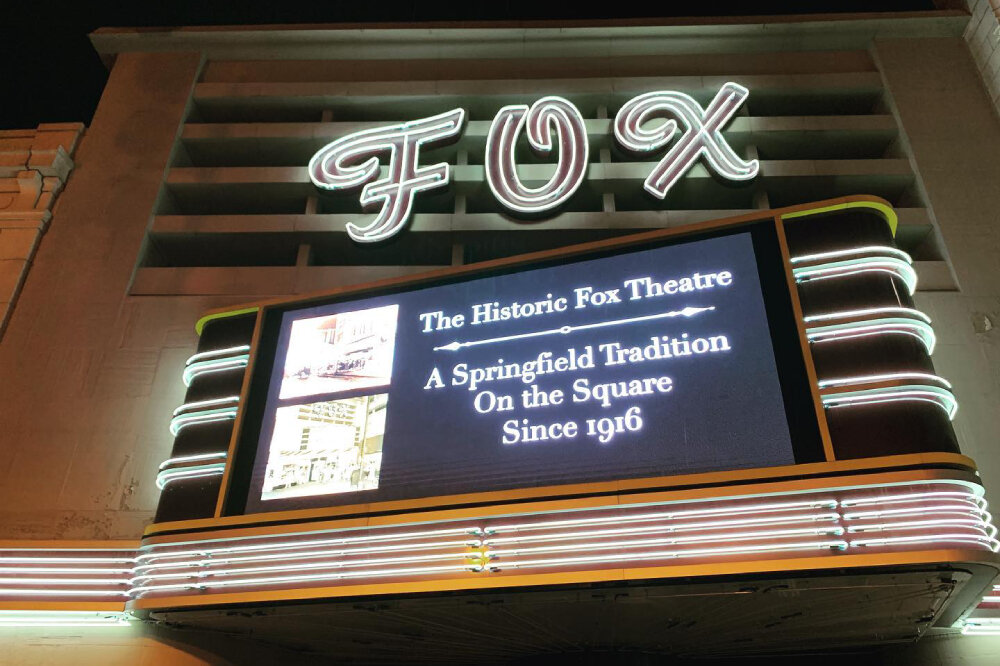 FOX
The Historic Fox Theatre
A Springfield Tradition
On the Square
Since 1916